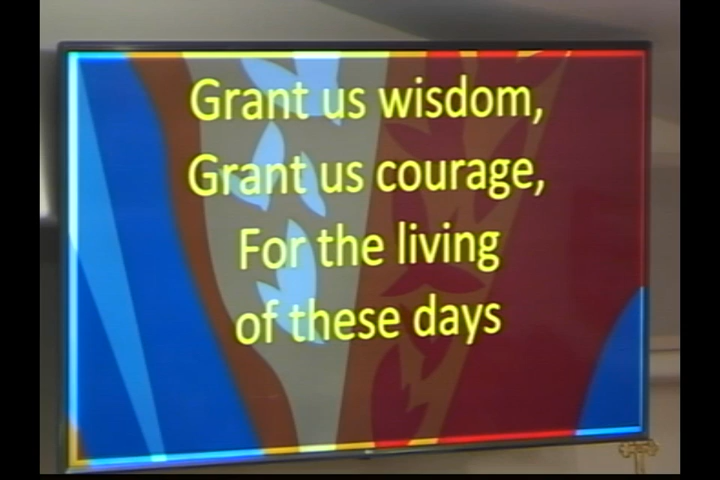 Grant us wisdom,
Grant us courage,
For the living
of these days